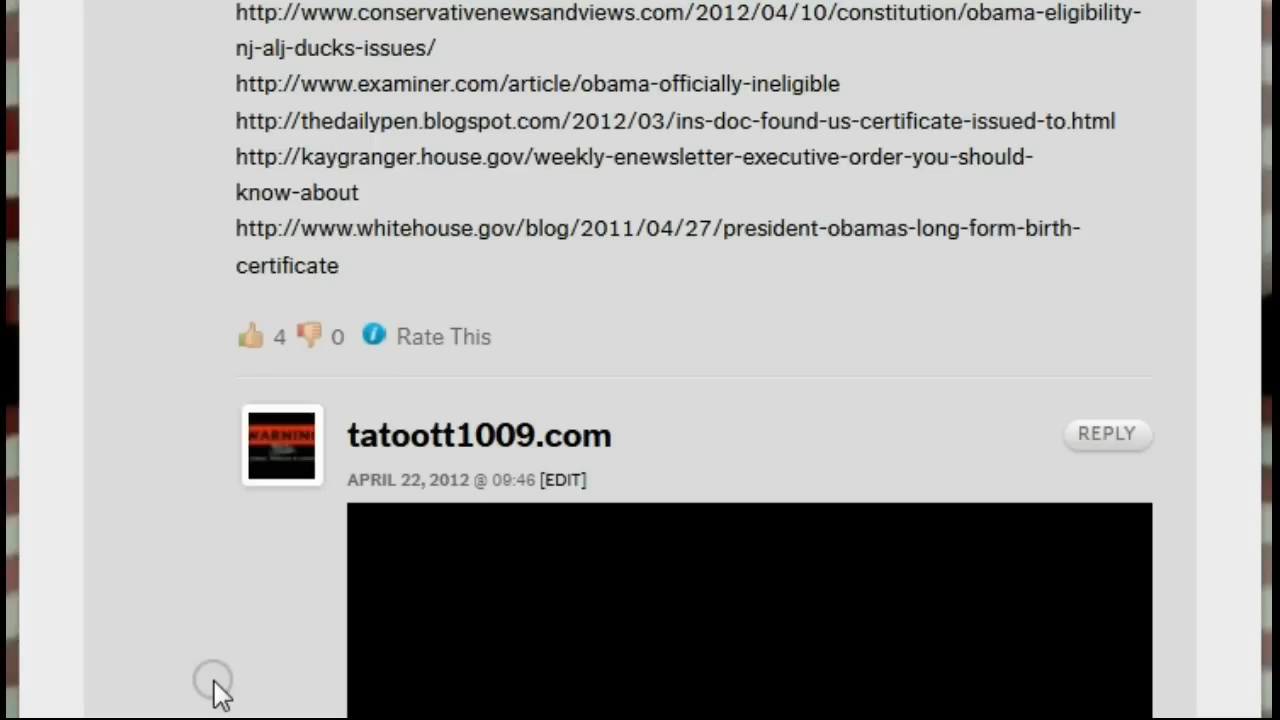 http://www.conservativenewsandviews.com/2012/04/10/constitution/obama-eligibility-
nj-alj-ducks-issues/
http://www.examiner.com/article/obama-officially-ineligible
http://thedailypen.blogspot.com/2012/03/ins-doc-found-us-certificate-issued-to.html
http://kaygranger.house.gov/weekly-enewsletter-executive-order-you-should-
know-about
http://www.whitehouse.gov/blog/2011/04/27/president-obamas-long-form-birth-
certificate
4 0 i Rate This
WARNING
tatoott1009.com
REPLY
APRIL 22, 2012 @ 09:46 [EDIT]